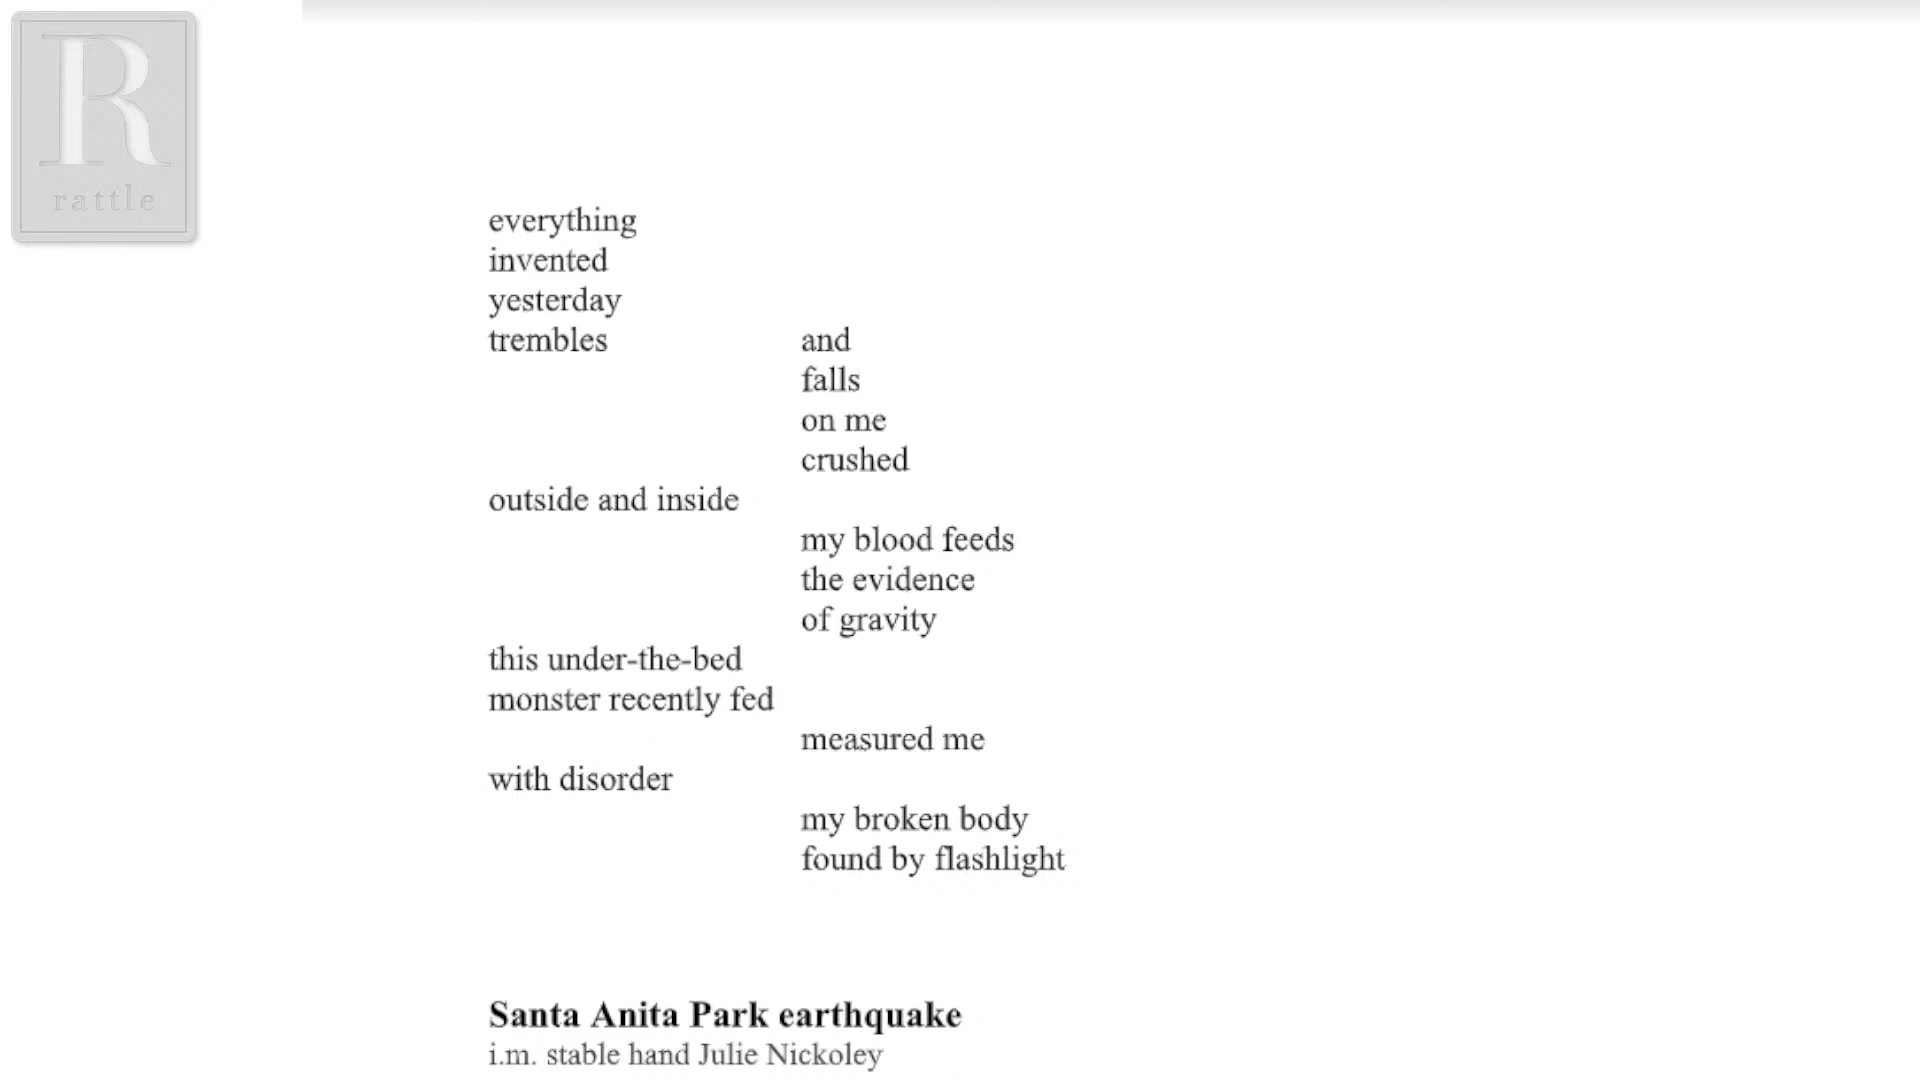 R
rattle
everything
invented
yesterday
trembles and
falls
on me
crushed
outside and inside
my blood feeds
the evidence
of gravity
this under-the-bed
monster recently fed
measured me
with disorder
my broken body
found by flashlight
Santa Anita Park earthquake
i.m. stable hand Julie Nickoley